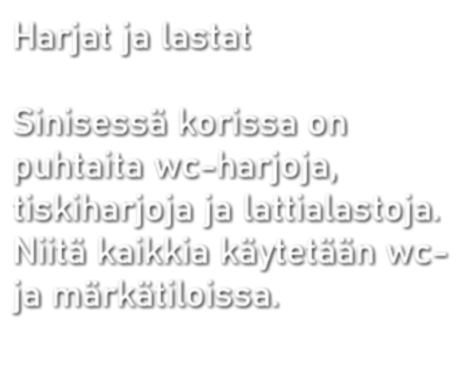 Harjat ja lastat
Sinisessä korissa on
puhtaita wc-harjoja,
tiskiharjoja ja lattialastoja.
Niitä kaikkia käytetään wc-
ja märkätiloissa.